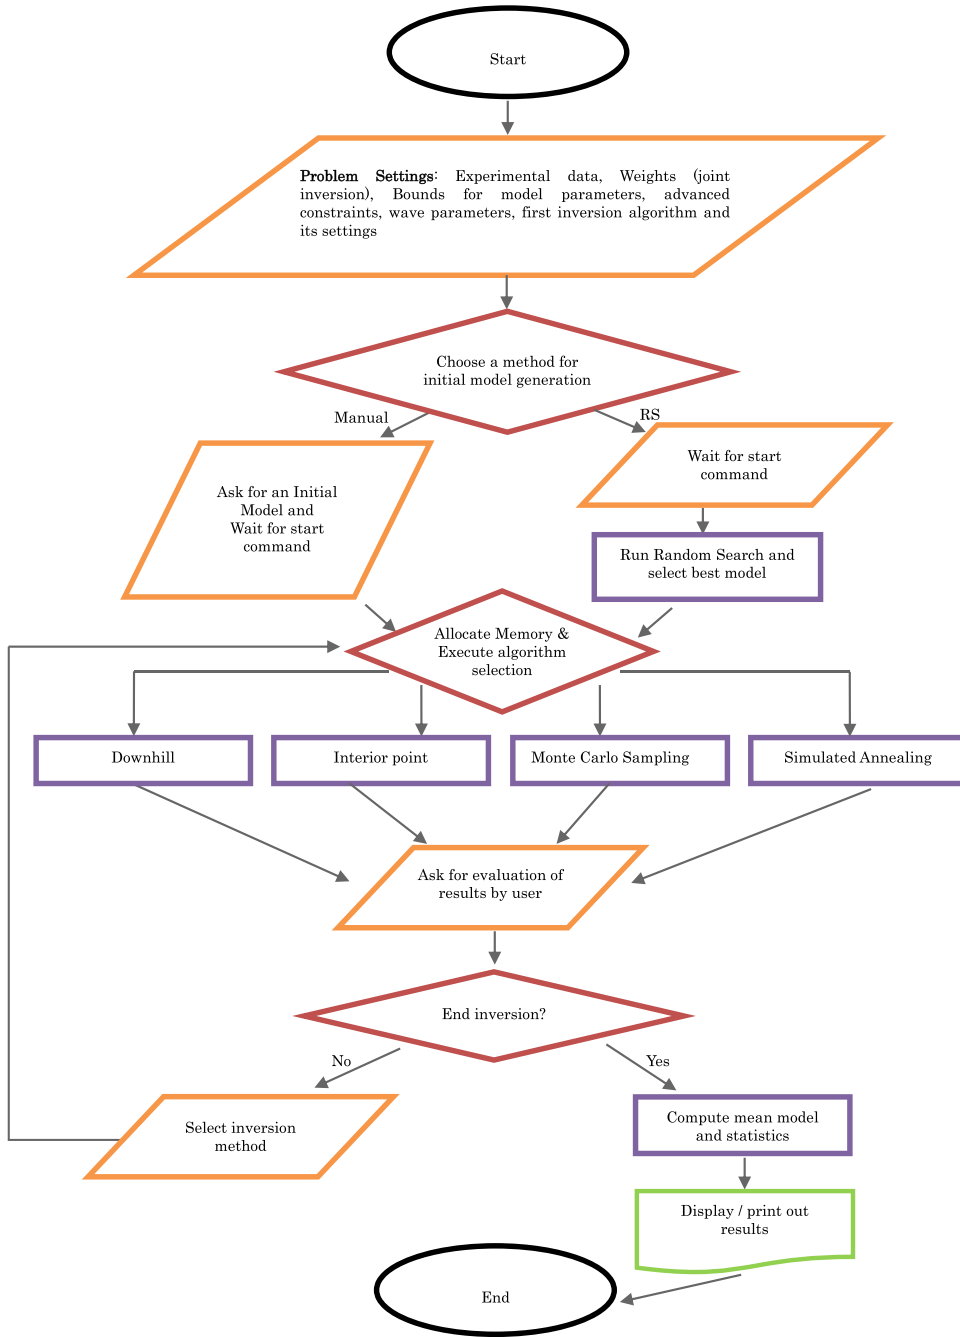 Start
Problem Settings: Experimental data, Weights (joint
inversion), Bounds for model parameters, advanced
constraints, wave parameters, first inversion algorithm and
its settings
Choose a method for
initial model generation
Manual
RS
Ask for an Initial
Model and
Wait for start
command
Wait for start
command
Run Random Search and
select best model
Allocate Memory &
Execute algorithm
selection
Downhill
Interior point
Monte Carlo Sampling
Simulated Annealing
Ask for evaluation of
results by user
End inversion?
No
Yes
Select inversion
method
Compute mean model
and statistics
Display / print out
results
End